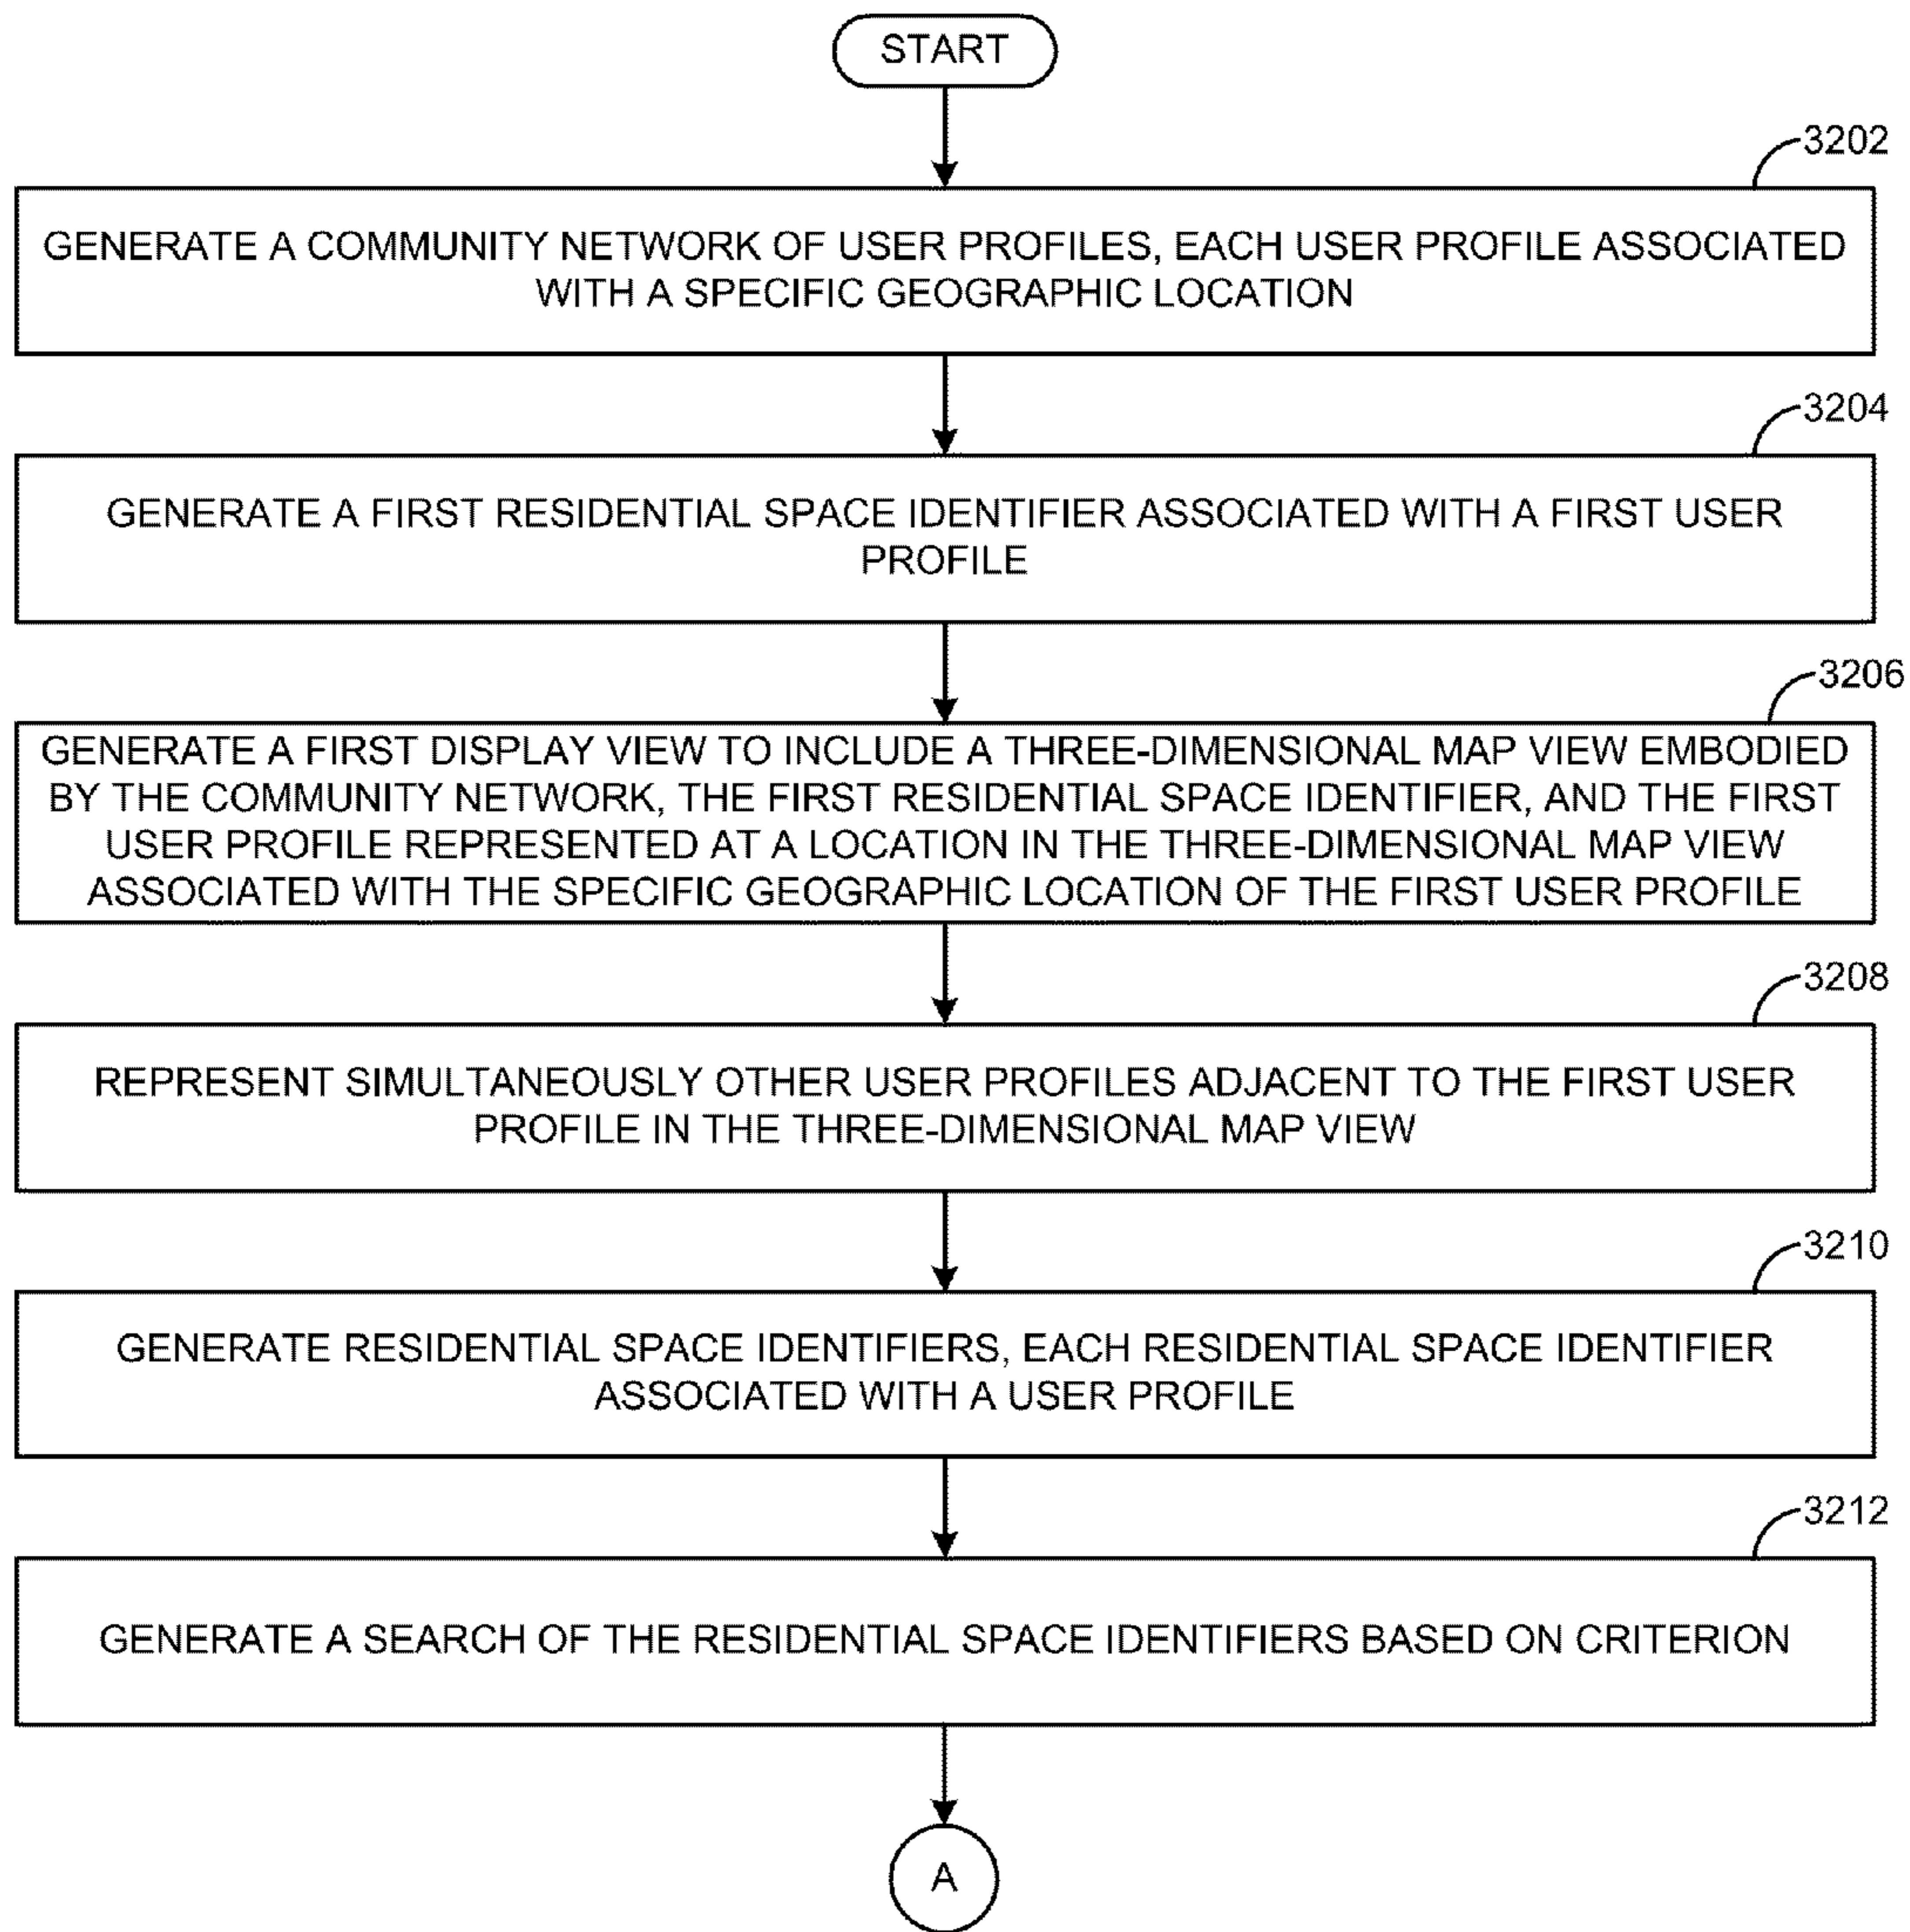 START
3202
GENERATE A COMMUNITY NETWORK OF USER PROFILES, EACH USER PROFILE ASSOCIATED
WITH A SPECIFIC GEOGRAPHIC LOCATION
3204
GENERATE A FIRST RESIDENTIAL SPACE IDENTIFIER ASSOCIATED WITH A FIRST USER
PROFILE
3206
GENERATE A FIRST DISPLAY VIEW TO INCLUDE A THREE-DIMENSIONAL MAP VIEW EMBODIED
BY THE COMMUNITY NETWORK, THE FIRST RESIDENTIAL SPACE IDENTIFIER, AND THE FIRST
USER PROFILE REPRESENTED AT A LOCATION IN THE THREE-DIMENSIONAL MAP VIEW
ASSOCIATED WITH THE SPECIFIC GEOGRAPHIC LOCATION OF THE FIRST USER PROFILE
3208
REPRESENT SIMULTANEOUSLY OTHER USER PROFILES ADJACENT TO THE FIRST USER
PROFILE IN THE THREE-DIMENSIONAL MAP VIEW
3210
GENERATE RESIDENTIAL SPACE IDENTIFIERS, EACH RESIDENTIAL SPACE IDENTIFIER
ASSOCIATED WITH A USER PROFILE
3212
GENERATE A SEARCH OF THE RESIDENTIAL SPACE IDENTIFIERS BASED ON CRITERION
A